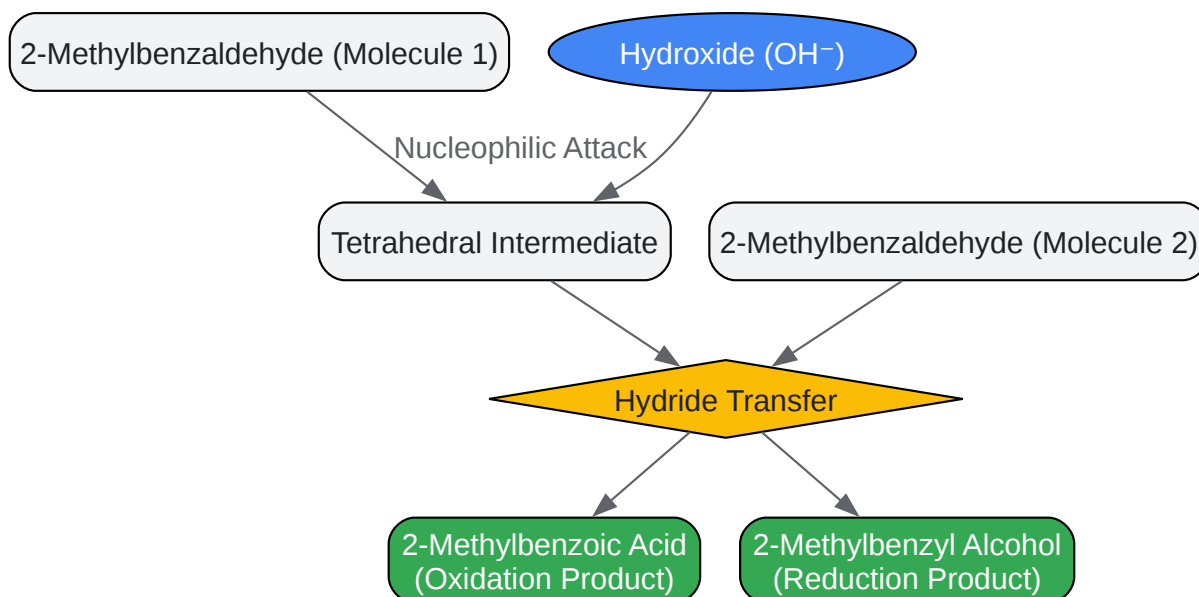 2-Methylbenzaldehyde (Molecule 1)
Hydroxide (OH⁻)
Nucleophilic Attack
Tetrahedral Intermediate
2-Methylbenzaldehyde (Molecule 2)
Hydride Transfer
2-Methylbenzoic Acid
(Oxidation Product)
2-Methylbenzyl Alcohol
(Reduction Product)